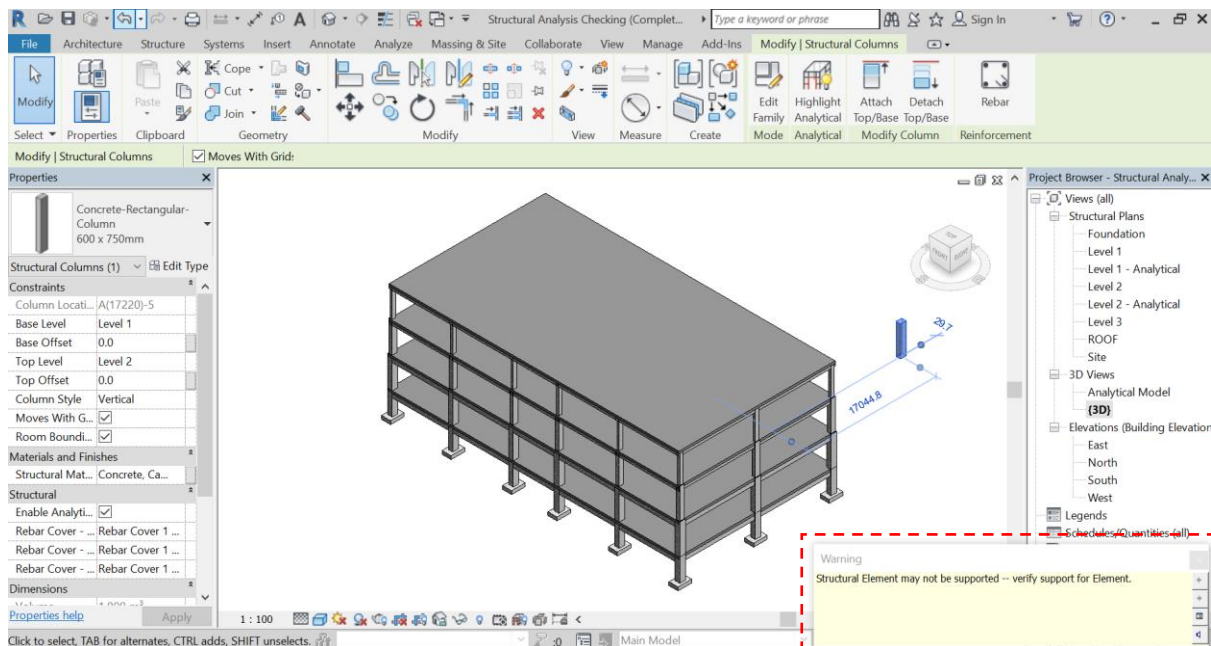 Structural Analysis Checking (Complet...
Type a keyword or phrase
Sign In
File Architecture Structure Systems Insert Annotate Analyze Massing & Site Collaborate View Manage Add-Ins Modify | Structural Columns
Modify
Paste
Cope
Cut
Join
Edit Family
Highlight Analytical
Attach Top/Base
Detach Top/Base
Rebar
Select Properties Clipboard Geometry Modify View Measure Create Mode Analytical Modify Column Reinforcement
Modify | Structural Columns
Moves With Grid:
Properties
Concrete-Rectangular-
Column
600 x 750mm
Structural Columns (1) Edit Type
Constraints
Column Locati... A(17220)-5
Base Level Level 1
Base Offset 0.0
Top Level Level 2
Top Offset 0.0
Column Style Vertical
Moves With G...
Room Boundi...
Materials and Finishes
Structural Mat... Concrete, Ca...
Structural
Enable Analyti...
Rebar Cover - ... Rebar Cover 1 ...
Rebar Cover - ... Rebar Cover 1 ...
Rebar Cover - ... Rebar Cover 1 ...
Dimensions
Properties help Apply
TOP
FRONT
RIGHT
29.7
17044.8
Project Browser - Structural Analy...
Views (all)
Structural Plans
Foundation
Level 1
Level 1 - Analytical
Level 2
Level 2 - Analytical
Level 3
ROOF
Site
3D Views
Analytical Model
{3D}
Elevations (Building Elevation
East
North
South
West
Legends
Schedules/Quantities (all)
Warning
Structural Element may not be supported -- verify support for Element.
1 : 100
Click to select, TAB for alternates, CTRL adds, SHIFT unselects.
:0
Main Model